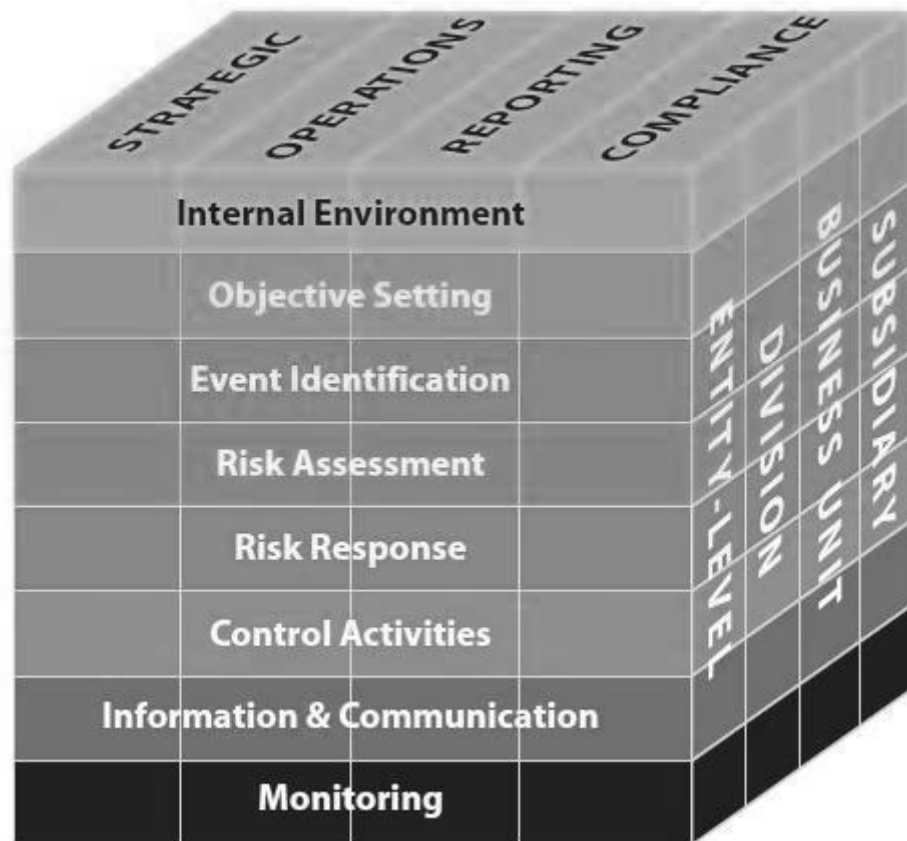 STRATEGIC
OPERATIONS
REPORTING
COMPLIANCE
Internal Environment
Objective Setting
Event Identification
Risk Assessment
Risk Response
Control Activities
Information & Communication
Monitoring
ENTITY-LEVEL
DIVISION
BUSINESS UNIT
SUBSIDIARY